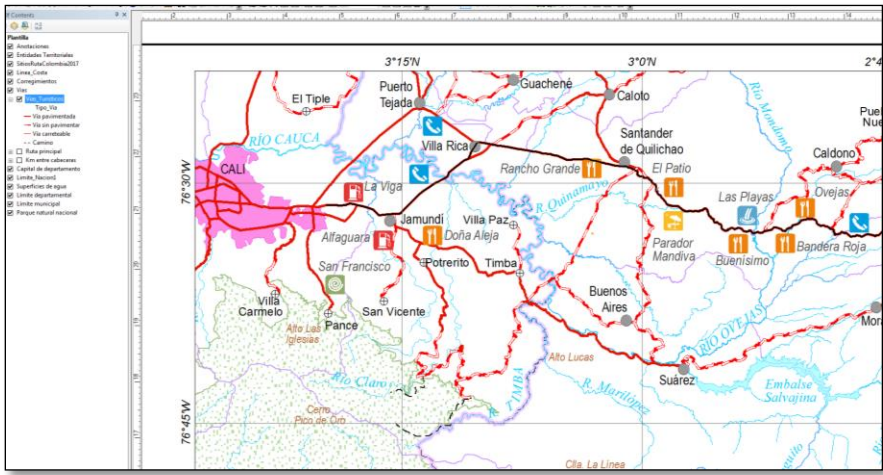 Contents
Plantilla
Anotaciones
Entidades Territoriales
SitiosRutaColombia2017
Linea_Costa
Corregimientos
Vias
Tipo_Via
Vía pavimentada
Vía sin pavimentar
Vía carreteable
Camino
Ruta principal
Km entre cabeceras
Capital de departamento
Limite_Nacion1
Superficies de agua
Límite departamental
Límite municipal
Parque natural nacional
3°15'N
3°0'N
2°4
El Tiple
Puerto
Tejada
Guachené
Caloto
Río Mondomo
Pue
RÍO CAUCA
Villa Rica
Santander
de Quilichao
Caldono
CALI
Rancho Grande
El Patio
76°30'W
La Viga
R. Quinamayo
Las Playas
Ovejas
Jamundí
Villa Paz
Alfaguara
Doña Aleja
Parador
Mandiva
Buenísimo
Bandera Roja
San Francisco
Potrerito
Timba
Villa
Carmelo
Pance
San Vicente
Buenos
Aires
Mora
Alto Las
Iglesias
RÍO OVEJAS
Alto Lucas
Río Claro
R. TIMBA
Suárez
R. Marilópez
Embalse
Salvajina
Cerro
Pico de Oro
76°45'W
Clla. La Línea